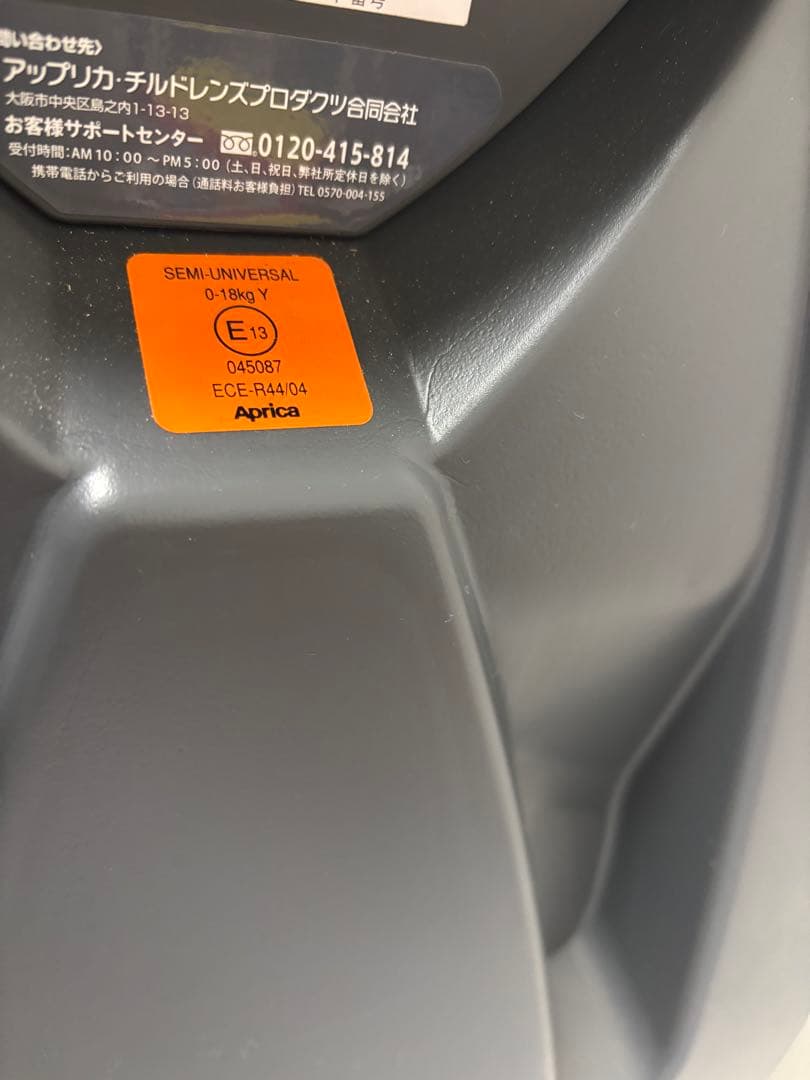 い合わせ先〉
アップリカ・チルドレンズプロダクツ合同会社
大阪市中央区島之内1-13-13
お客様サポートセンター 0120-415-814
受付時間：AM10：00～PM5：00（土、日、祝日、弊社所定休日を除く）
携帯電話からご利用の場合（通話料お客様負担）TEL 0570-004-155
SEMI-UNIVERSAL
0-18kg Y
E13
045087
ECE-R44/04
Aprica